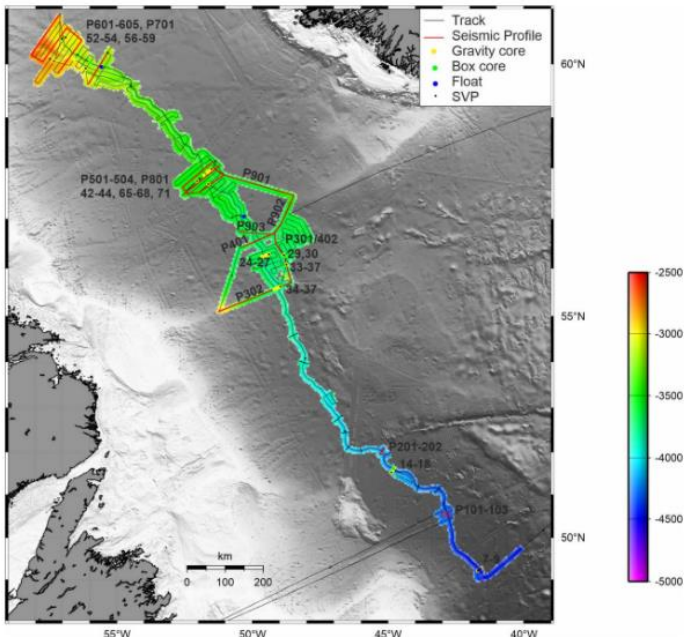 P601-605, P701
52-54, 56-59
Track
Seismic Profile
Gravity core
Box core
Float
SVP
60°N
P501-504, P801
42-44, 65-68, 71
P901
P902
P903
P401
P301/402
29,30
33-37
24-27
34-37
P302
55°N
-2500
-3000
-3500
-4000
-4500
-5000
P201-202
14-18
P101-103
7-9
50°N
km
0 100 200
55°W
50°W
45°W
40°W